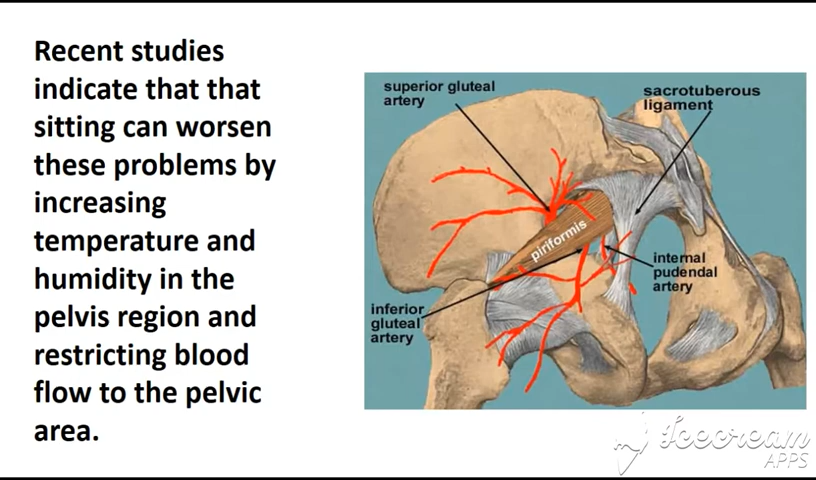 Recent studies
indicate that that
sitting can worsen
these problems by
increasing
temperature and
humidity in the
pelvis region and
restricting blood
flow to the pelvic
area.
superior gluteal
artery
sacrotuberous
ligament
piriformis
internal
pudendal
artery
inferior
gluteal
artery
Icecream
APPS